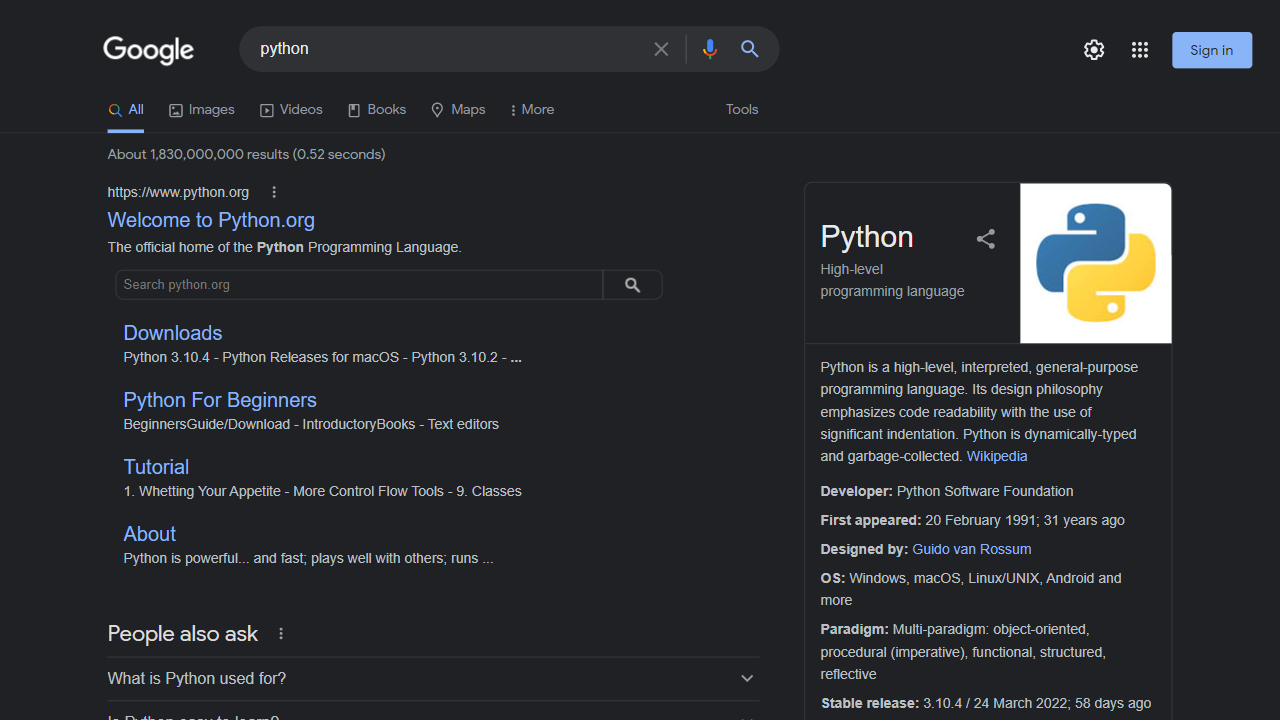 Google
python
Sign in
All
Images
Videos
Books
Maps
More
Tools
About 1,830,000,000 results (0.52 seconds)
https://www.python.org
Welcome to Python.org
The official home of the Python Programming Language.
Search python.org
Downloads
Python 3.10.4 - Python Releases for macOS - Python 3.10.2 - ...
Python For Beginners
BeginnersGuide/Download - IntroductoryBooks - Text editors
Tutorial
1. Whetting Your Appetite - More Control Flow Tools - 9. Classes
About
Python is powerful... and fast; plays well with others; runs ...
People also ask
What is Python used for?
Is Python easy to learn?
Python
High-level
programming language
Python is a high-level, interpreted, general-purpose
programming language. Its design philosophy
emphasizes code readability with the use of
significant indentation. Python is dynamically-typed
and garbage-collected. Wikipedia
Developer: Python Software Foundation
First appeared: 20 February 1991; 31 years ago
Designed by: Guido van Rossum
OS: Windows, macOS, Linux/UNIX, Android and
more
Paradigm: Multi-paradigm: object-oriented,
procedural (imperative), functional, structured,
reflective
Stable release: 3.10.4 / 24 March 2022; 58 days ago